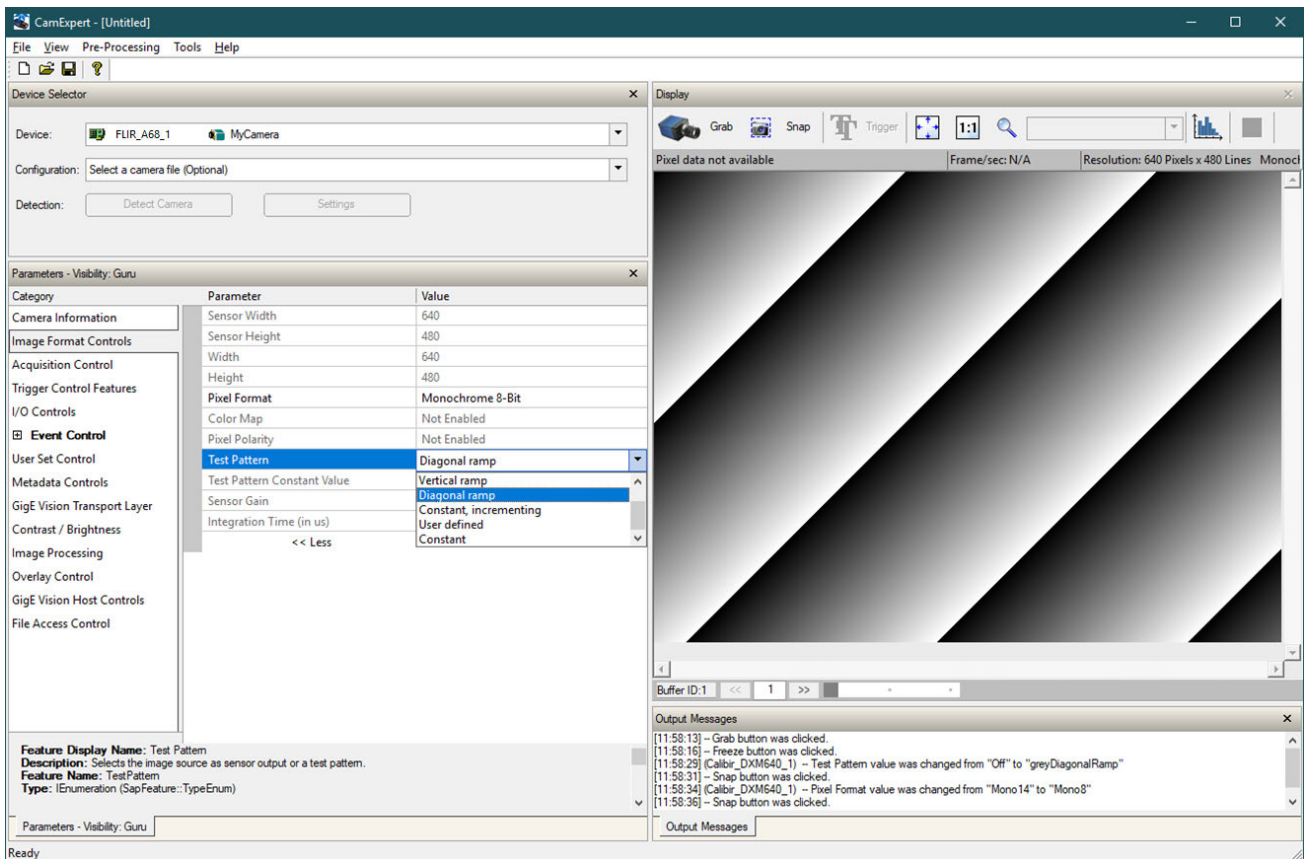 CamExpert - [Untitled]
File View Pre-Processing Tools Help
Device Selector
Device: FLIR_A68_1 MyCamera
Configuration: Select a camera file (Optional)
Detection: Detect Camera Settings
Parameters - Visibility: Guru
Category Parameter Value
Camera Information
Image Format Controls
Acquisition Control
Trigger Control Features
I/O Controls
Event Control
User Set Control
Metadata Controls
GigE Vision Transport Layer
Contrast / Brightness
Image Processing
Overlay Control
GigE Vision Host Controls
File Access Control
Sensor Width 640
Sensor Height 480
Width 640
Height 480
Pixel Format Monochrome 8-Bit
Color Map Not Enabled
Pixel Polarity Not Enabled
Test Pattern Diagonal ramp
Test Pattern Constant Value
Sensor Gain
Integration Time (in us)
<< Less
Vertical ramp
Diagonal ramp
Constant, incrementing
User defined
Constant
Feature Display Name: Test Pattern
Description: Selects the image source as sensor output or a test pattern.
Feature Name: TestPattern
Type: IEnumeration (SapFeature::TypeEnum)
Parameters - Visibility: Guru
Ready
Display
Grab Snap Trigger 1:1
Pixel data not available Frame/sec: N/A Resolution: 640 Pixels x 480 Lines Monoch
Buffer ID:1 << 1 >>
Output Messages
[11:58:13] -- Grab button was clicked.
[11:58:16] -- Freeze button was clicked.
[11:58:29] (Calibir_DXM640_1) -- Test Pattern value was changed from "Off" to "greyDiagonalRamp"
[11:58:31] -- Snap button was clicked.
[11:58:34] (Calibir_DXM640_1) -- Pixel Format value was changed from "Mono14" to "Mono8"
[11:58:36] -- Snap button was clicked.
Output Messages